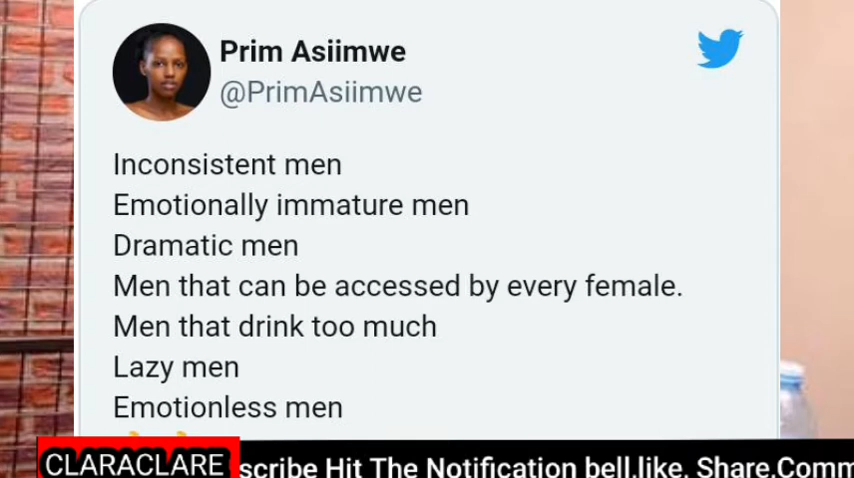 Prim Asiimwe
@PrimAsiimwe
Inconsistent men
Emotionally immature men
Dramatic men
Men that can be accessed by every female.
Men that drink too much
Lazy men
Emotionless men
CLARACLARE
scribe Hit The Notification bell,like, Share,Comm